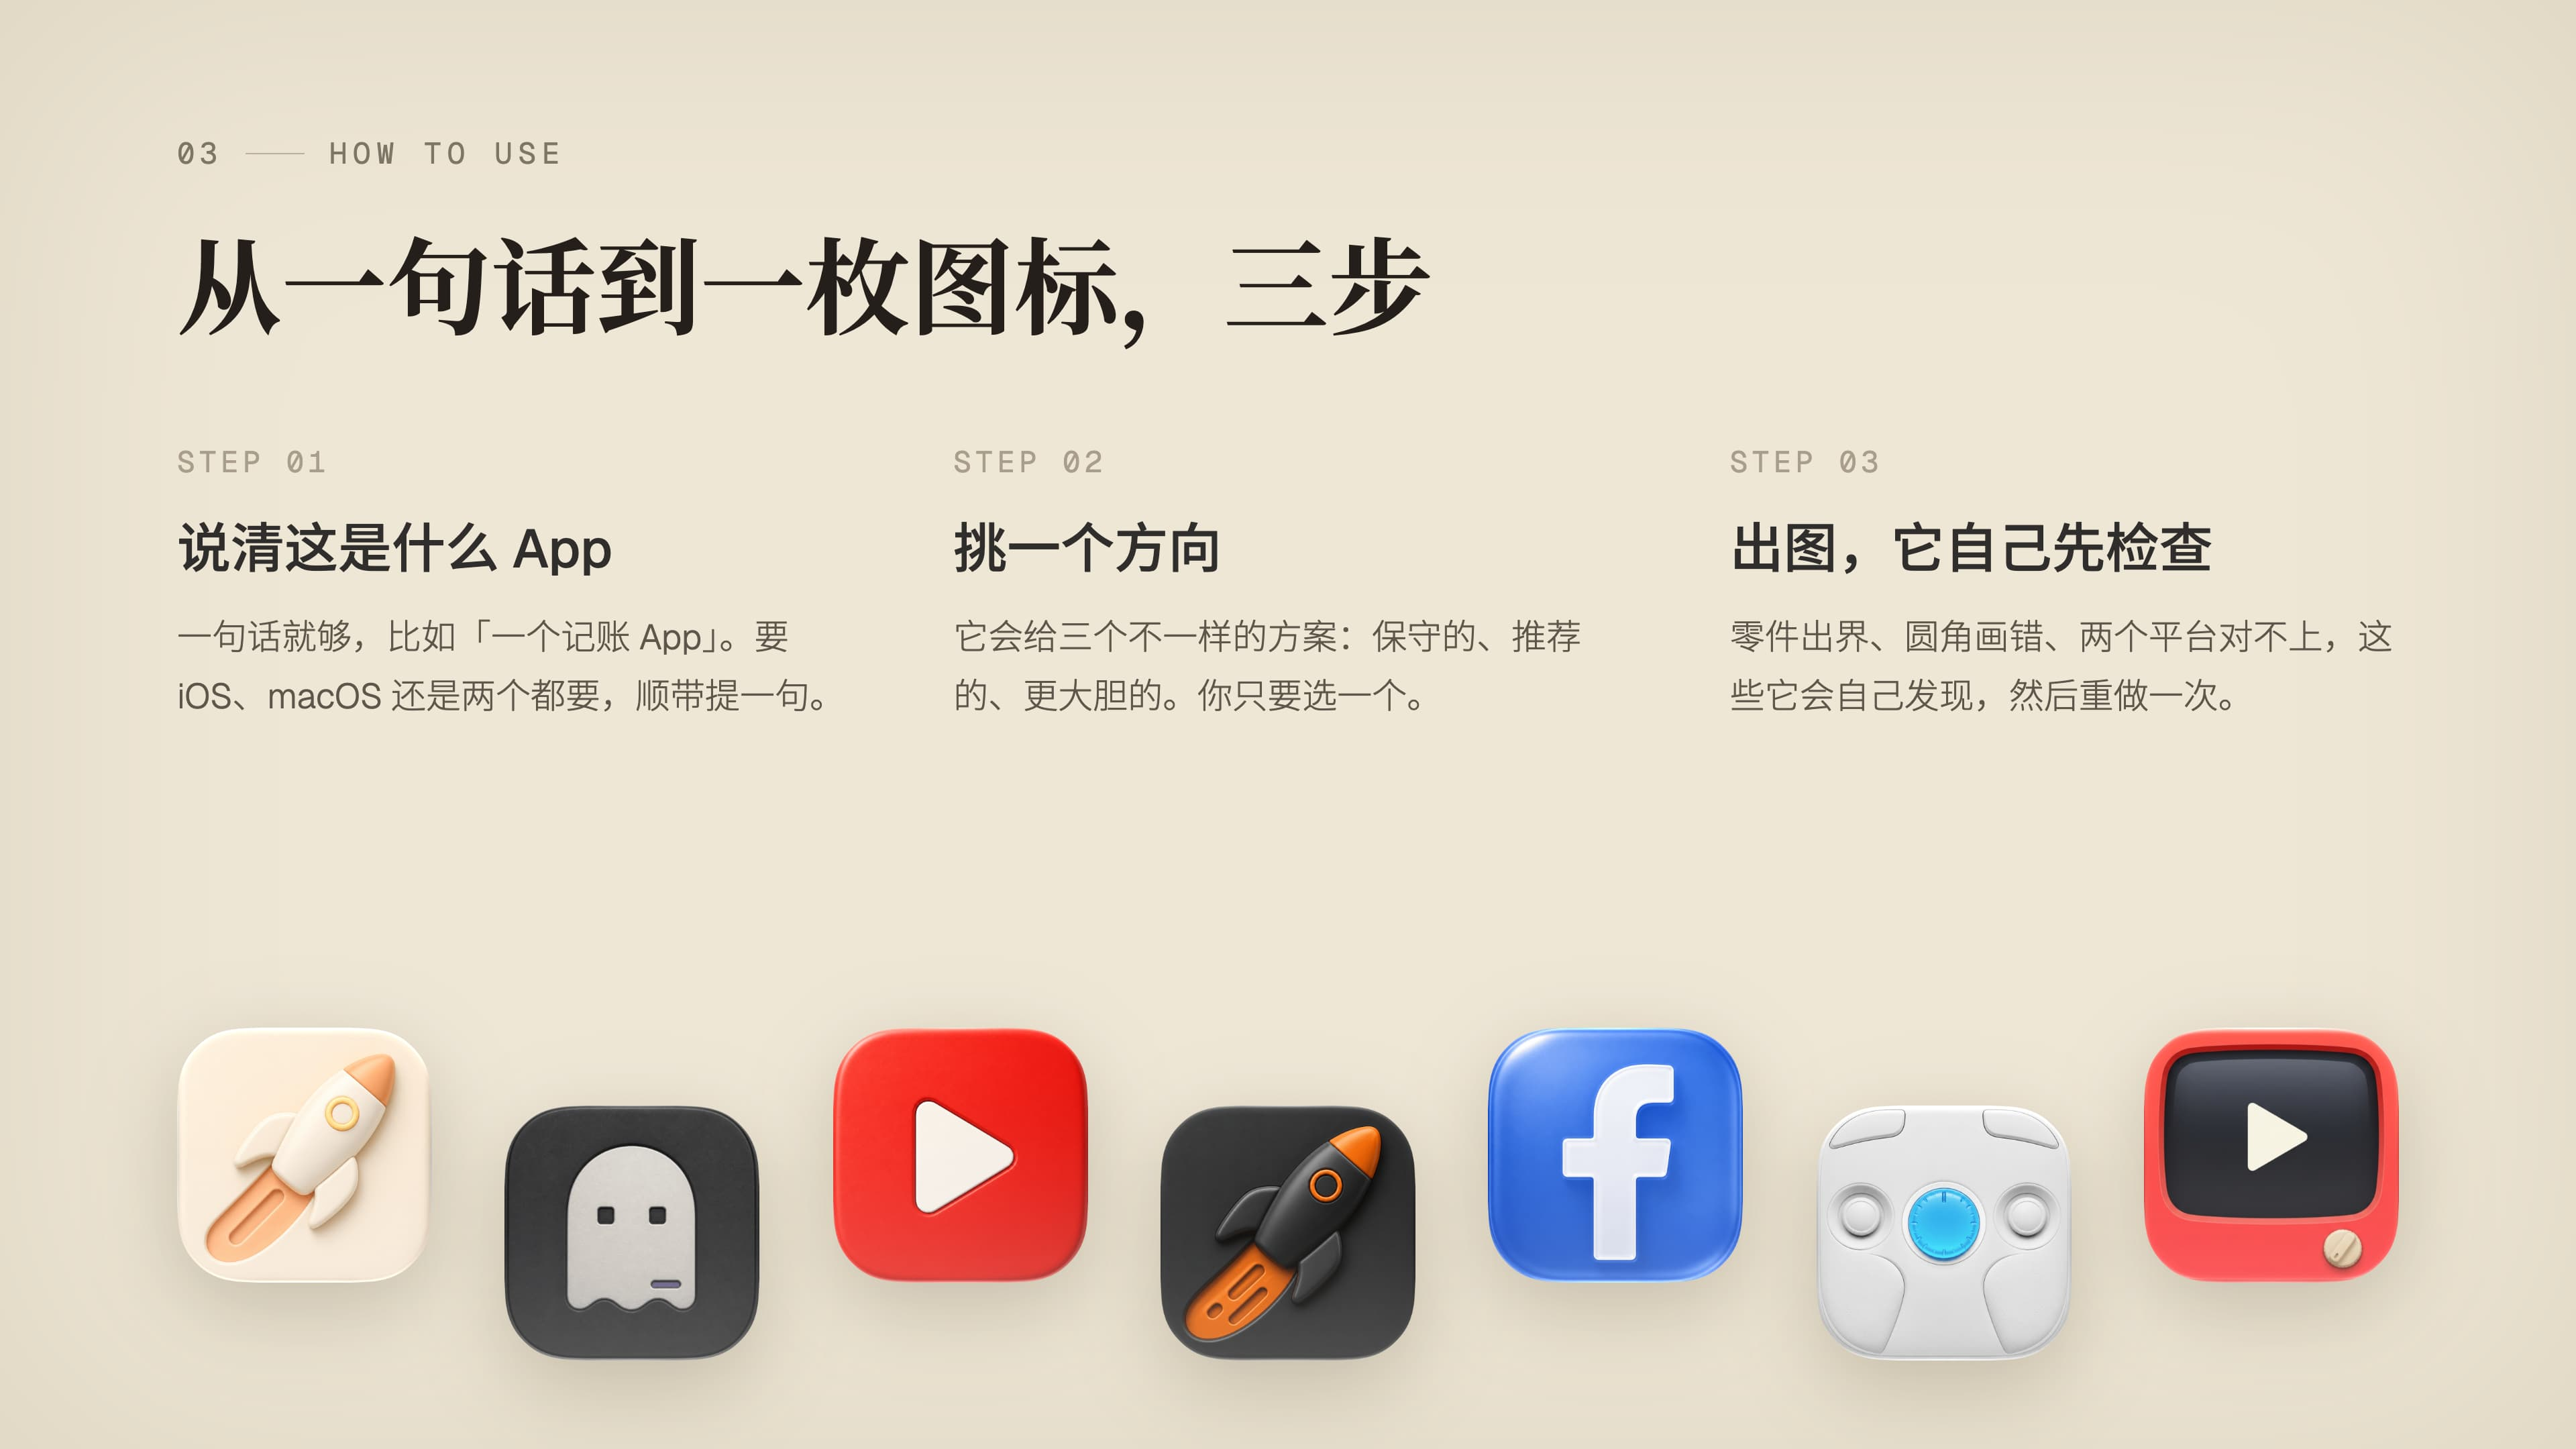 03 —— HOW TO USE
从一句话到一枚图标，三步
STEP 01
说清这是什么 App
一句话就够，比如「一个记账 App」。要
iOS、macOS 还是两个都要，顺带提一句。
STEP 02
挑一个方向
它会给三个不一样的方案：保守的、推荐
的、更大胆的。你只要选一个。
STEP 03
出图，它自己先检查
零件出界、圆角画错、两个平台对不上，这
些它会自己发现，然后重做一次。
f